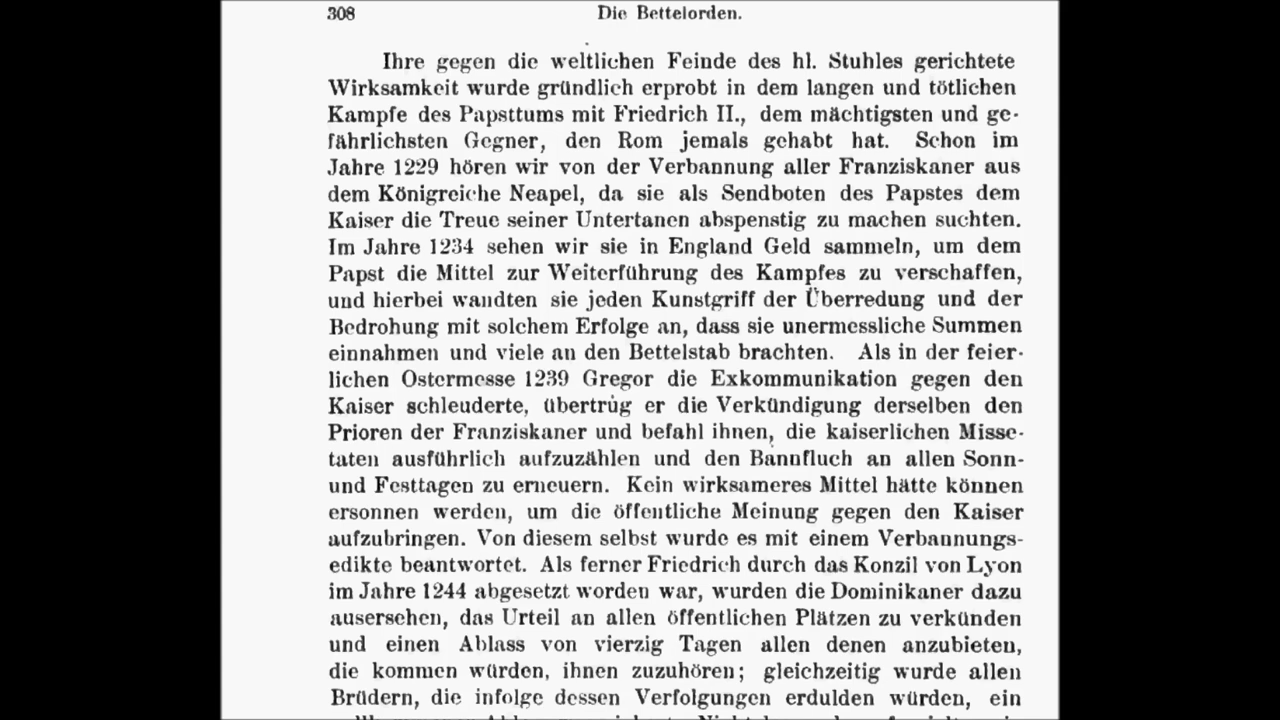 308
Die Bettelorden.
Ihre gegen die weltlichen Feinde des hl. Stuhles gerichtete
Wirksamkeit wurde gründlich erprobt in dem langen und tötlichen
Kampfe des Papsttums mit Friedrich II., dem mächtigsten und ge-
fährlichsten Gegner, den Rom jemals gehabt hat. Schon im
Jahre 1229 hören wir von der Verbannung aller Franziskaner aus
dem Königreiche Neapel, da sie als Sendboten des Papstes dem
Kaiser die Treue seiner Untertanen abspenstig zu machen suchten.
Im Jahre 1234 sehen wir sie in England Geld sammeln, um dem
Papst die Mittel zur Weiterführung des Kampfes zu verschaffen,
und hierbei wandten sie jeden Kunstgriff der Überredung und der
Bedrohung mit solchem Erfolge an, dass sie unermessliche Summen
einnahmen und viele an den Bettelstab brachten. Als in der feier-
lichen Ostermesse 1239 Gregor die Exkommunikation gegen den
Kaiser schleuderte, übertrug er die Verkündigung derselben den
Prioren der Franziskaner und befahl ihnen, die kaiserlichen Misse-
taten ausführlich aufzuzählen und den Bannfluch an allen Sonn-
und Festtagen zu erneuern. Kein wirksameres Mittel hätte können
ersonnen werden, um die öffentliche Meinung gegen den Kaiser
aufzubringen. Von diesem selbst wurde es mit einem Verbannungs-
edikte beantwortet. Als ferner Friedrich durch das Konzil von Lyon
im Jahre 1244 abgesetzt worden war, wurden die Dominikaner dazu
ausersehen, das Urteil an allen öffentlichen Plätzen zu verkünden
und einen Ablass von vierzig Tagen allen denen anzubieten,
die kommen würden, ihnen zuzuhören; gleichzeitig wurde allen
Brüdern, die infolge dessen Verfolgungen erdulden würden, ein